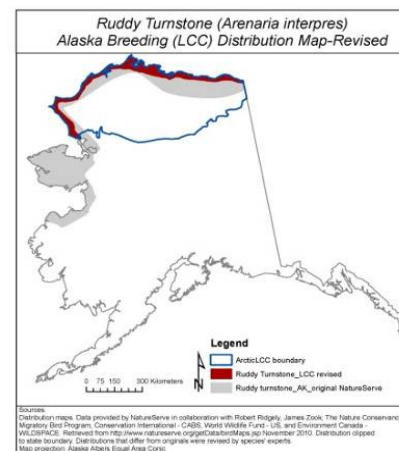 Ruddy Turnstone (Arenaria interpres)
Alaska Breeding (LCC) Distribution Map-Revised
Legend
ArcticLCC boundary
Ruddy Turnstone_LCC revised
Ruddy turnstone_AK_original NatureServe
N
0 75 150 300 Kilometers
Sources:
Distribution maps: Data provided by NatureServe in collaboration with Robert Ridgely, James Zook, The Nature Conservancy
Migratory Bird Program, Conservation International - CABS, World Wildlife Fund - US, and Environment Canada -
WILDSPACE. Retrieved from http://www.natureserve.org/getData/birdMaps.jsp November 2010. Distribution clipped
to state boundary. Distributions that differ from originals were revised by species' experts.
Map projection: Alaska Albers Equal Area Conic